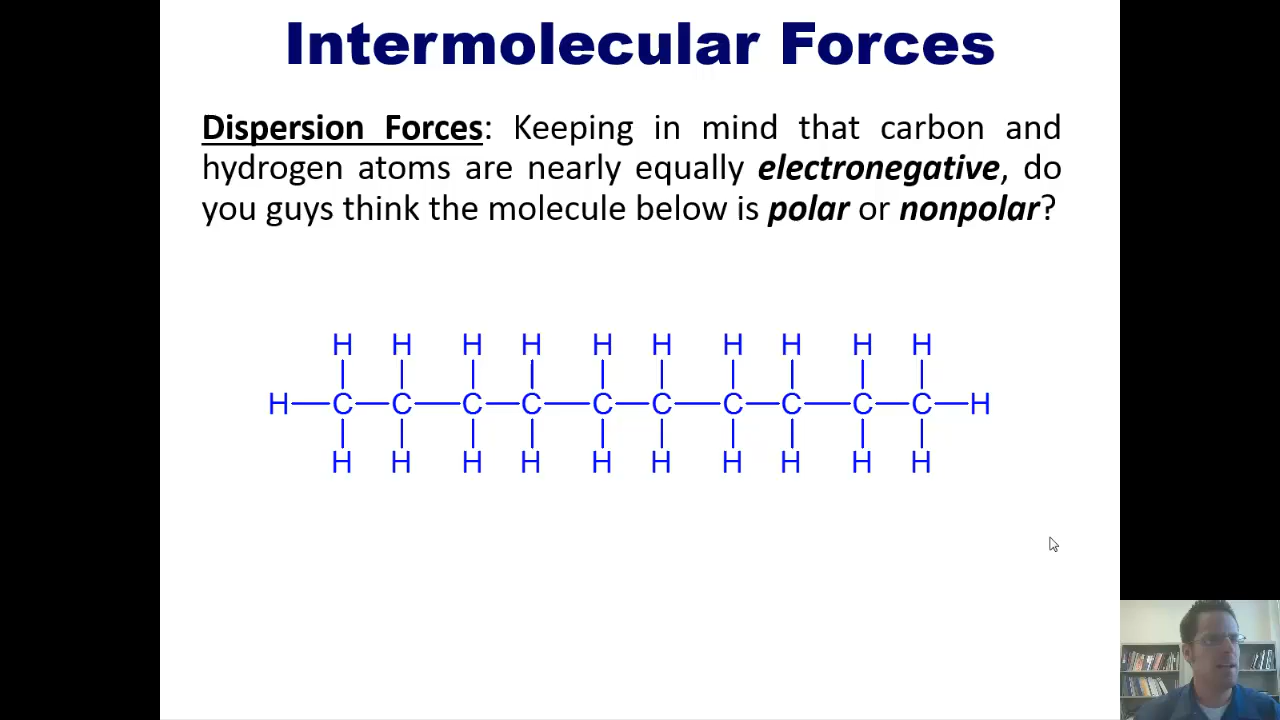 Intermolecular Forces
Dispersion Forces: Keeping in mind that carbon and
hydrogen atoms are nearly equally electronegative, do
you guys think the molecule below is polar or nonpolar?
H H H H H H H H H H
H C C C C C C C C C C H
H H H H H H H H H H